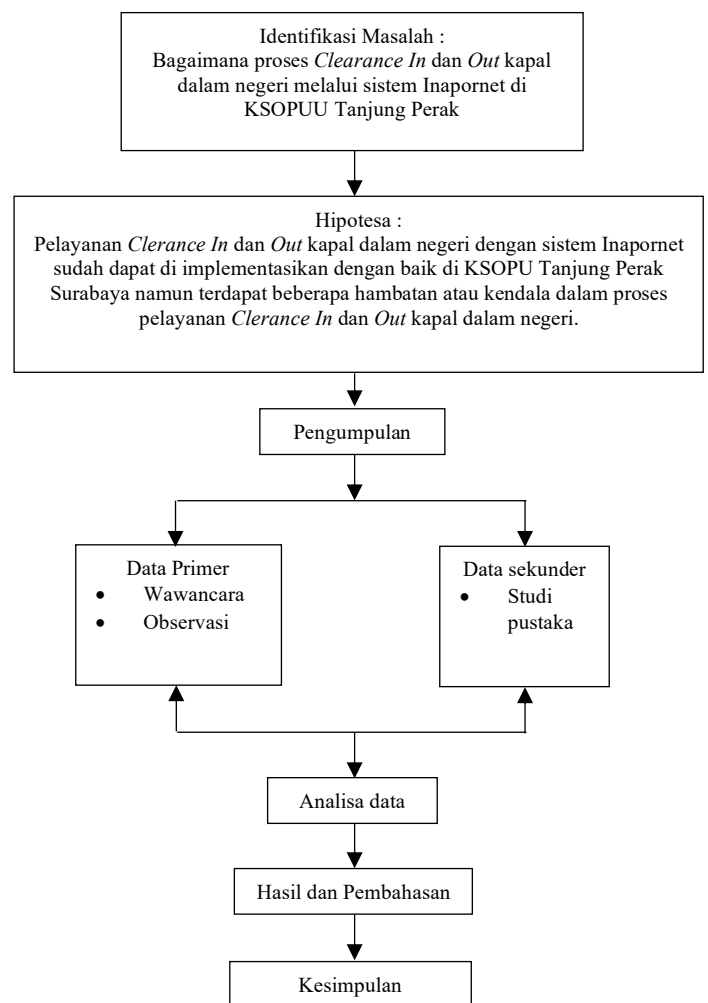 Identifikasi Masalah :
Bagaimana proses Clearance In dan Out kapal
dalam negeri melalui sistem Inapornet di
KSOPUU Tanjung Perak
Hipotesa :
Pelayanan Clerance In dan Out kapal dalam negeri dengan sistem Inapornet
sudah dapat di implementasikan dengan baik di KSOPU Tanjung Perak
Surabaya namun terdapat beberapa hambatan atau kendala dalam proses
pelayanan Clerance In dan Out kapal dalam negeri.
Pengumpulan
Data Primer
• Wawancara
• Observasi
Data sekunder
• Studi
pustaka
Analisa data
Hasil dan Pembahasan
Kesimpulan